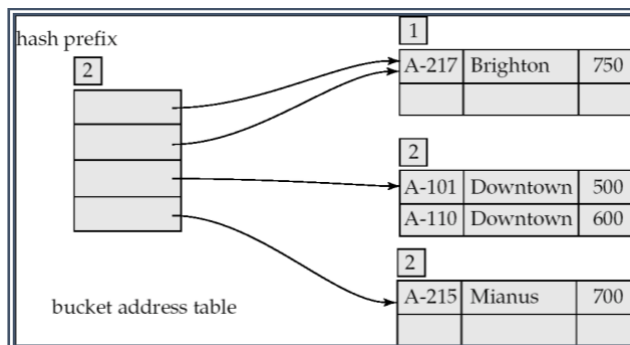 hash prefix
2
1
A-217 Brighton 750
2
A-101 Downtown 500
A-110 Downtown 600
2
A-215 Mianus 700
bucket address table